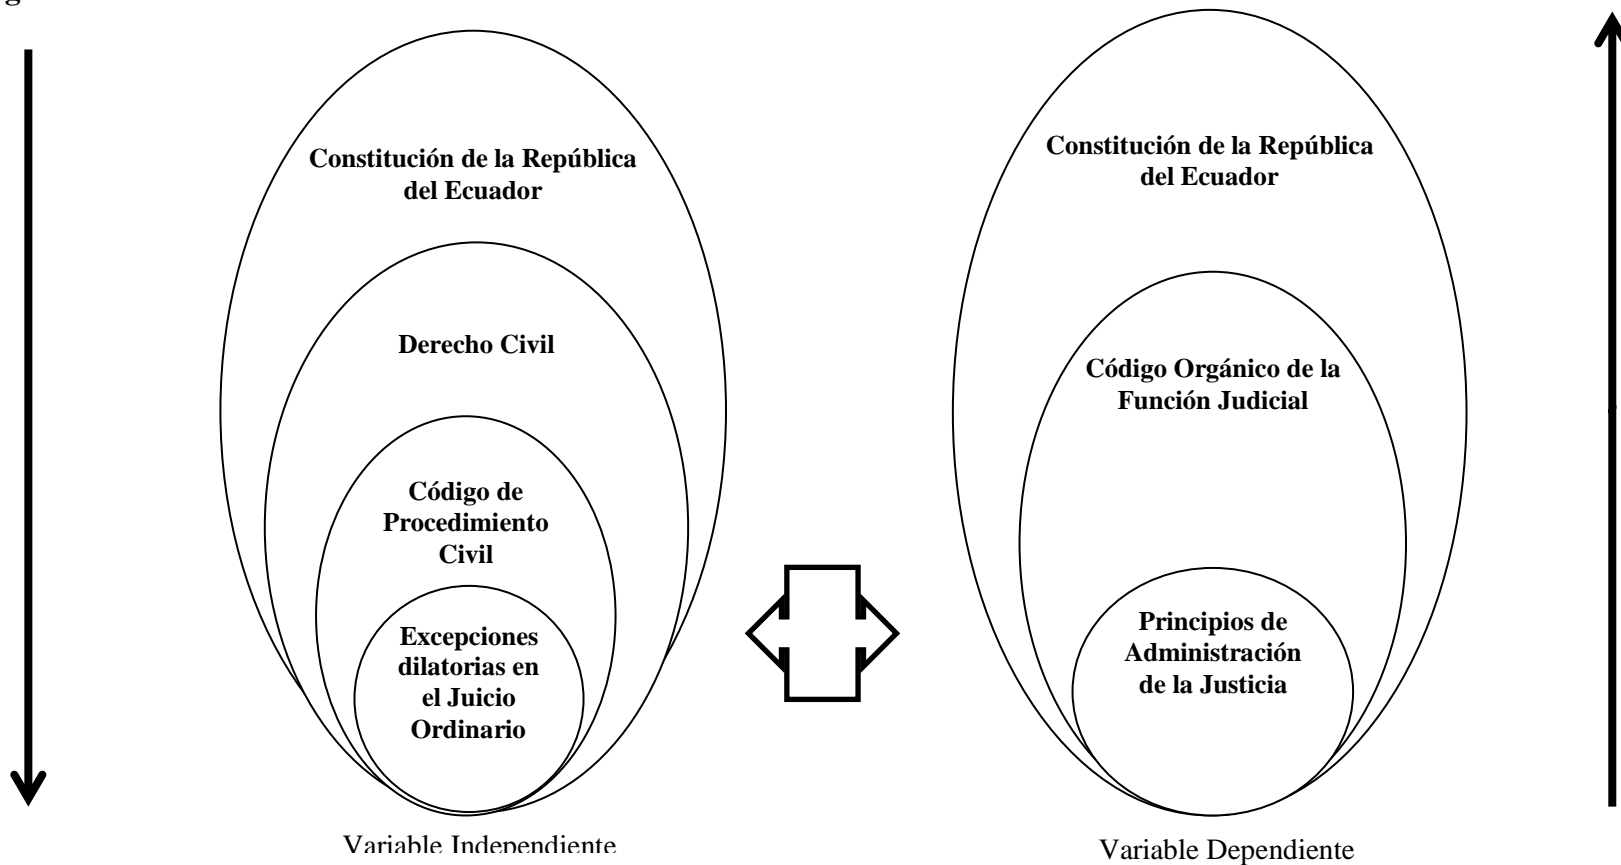 Constitución de la República
del Ecuador
Derecho Civil
Código de
Procedimiento
Civil
Excepciones
dilatorias en
el Juicio
Ordinario
Variable Independiente
Constitución de la República
del Ecuador
Código Orgánico de la
Función Judicial
Principios de
Administración
de la Justicia
Variable Dependiente